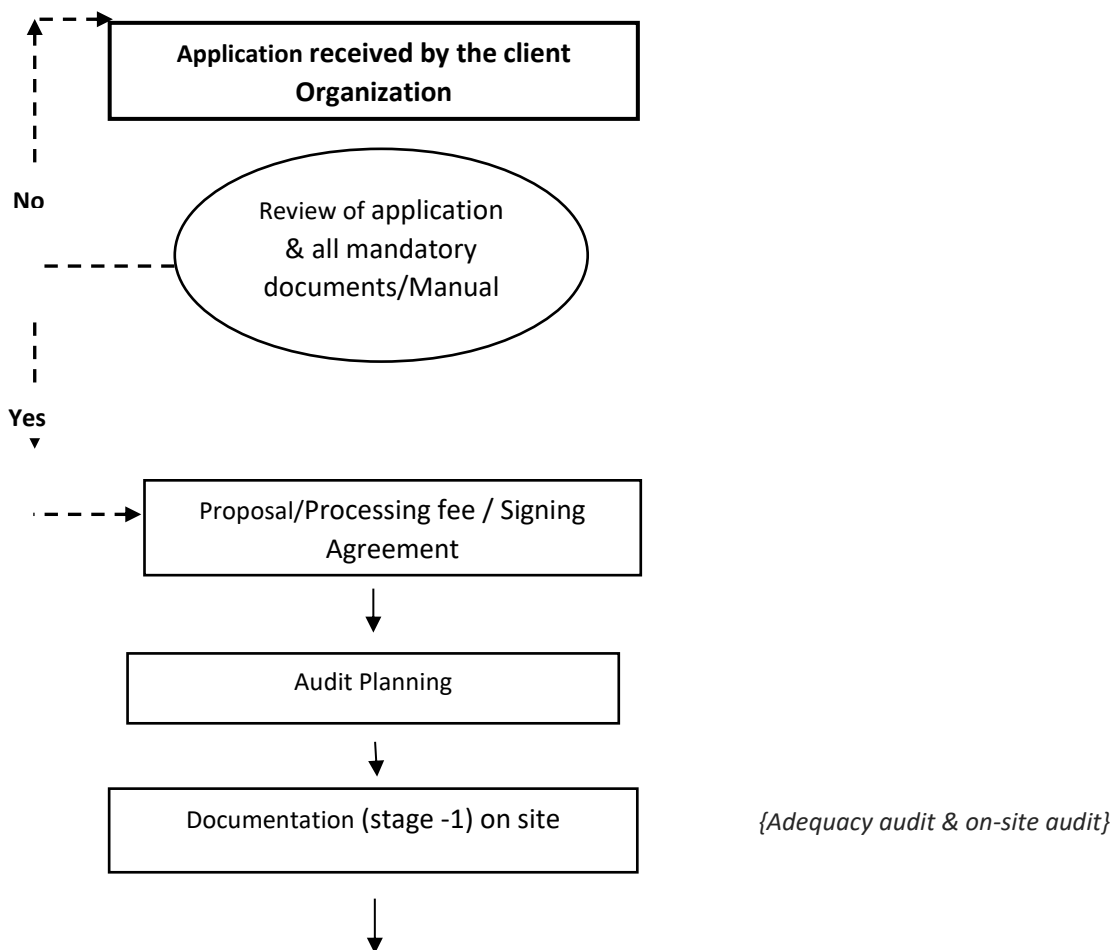 Application received by the client
Organization
No
Review of application
& all mandatory
documents/Manual
Yes
Proposal/Processing fee / Signing
Agreement
Audit Planning
Documentation (stage -1) on site
{Adequacy audit & on-site audit}